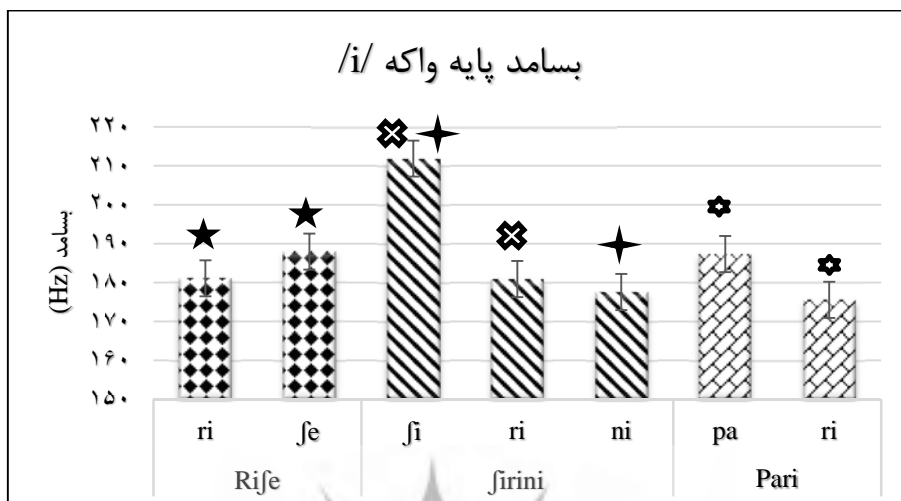 بسامد پایه واکه /i/
بسامد (Hz)
۲۲۰
۲۱۰
۲۰۰
۱۹۰
۱۸۰
۱۷۰
۱۶۰
۱۵۰
ri ʃe ʃi ri ni pa ri
Riʃe ʃirini Pari